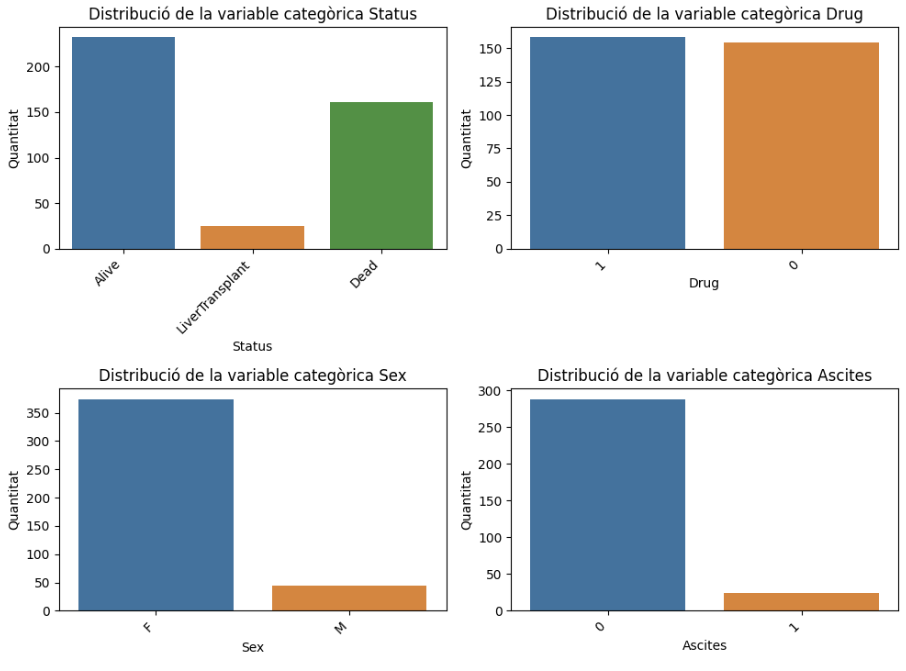 Distribució de la variable categòrica Status
Quantitat
200
150
100
50
0
Alive
LiverTransplant
Dead
Status
Distribució de la variable categòrica Drug
Quantitat
150
125
100
75
50
25
0
1
0
Drug
Distribució de la variable categòrica Sex
Quantitat
350
300
250
200
150
100
50
0
F
M
Sex
Distribució de la variable categòrica Ascites
Quantitat
300
250
200
150
100
50
0
0
1
Ascites